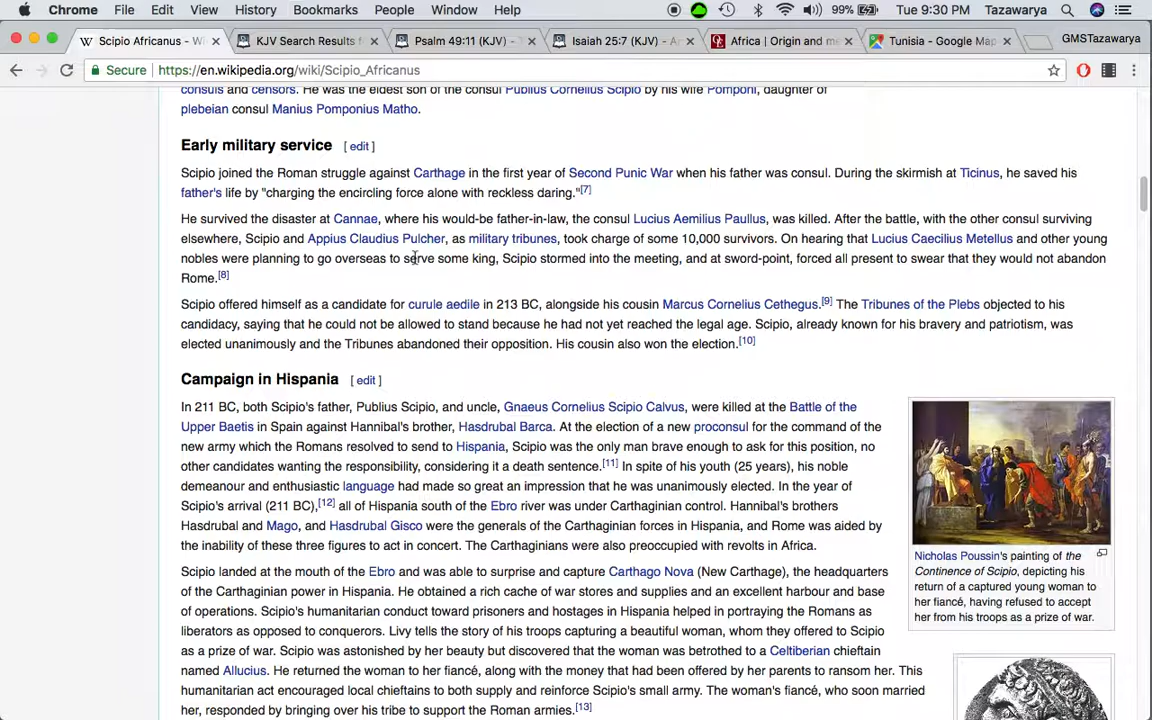 Chrome File Edit View History Bookmarks People Window Help 99% Tue 9:30 PM Tazawarya
Scipio Africanus - Wi
KJV Search Results f
Psalm 49:11 (KJV) - T
Isaiah 25:7 (KJV) - A
Africa | Origin and me
Tunisia - Google Map
GMSTazawarya
Secure https://en.wikipedia.org/wiki/Scipio_Africanus
consuls and censors. He was the eldest son of the consul Publius Cornelius Scipio by his wife Pomponi, daughter of
plebeian consul Manius Pomponius Matho.
Early military service [ edit ]
Scipio joined the Roman struggle against Carthage in the first year of Second Punic War when his father was consul. During the skirmish at Ticinus, he saved his
father's life by "charging the encircling force alone with reckless daring."[7]
He survived the disaster at Cannae, where his would-be father-in-law, the consul Lucius Aemilius Paullus, was killed. After the battle, with the other consul surviving
elsewhere, Scipio and Appius Claudius Pulcher, as military tribunes, took charge of some 10,000 survivors. On hearing that Lucius Caecilius Metellus and other young
nobles were planning to go overseas to serve some king, Scipio stormed into the meeting, and at sword-point, forced all present to swear that they would not abandon
Rome.[8]
Scipio offered himself as a candidate for curule aedile in 213 BC, alongside his cousin Marcus Cornelius Cethegus.[9] The Tribunes of the Plebs objected to his
candidacy, saying that he could not be allowed to stand because he had not yet reached the legal age. Scipio, already known for his bravery and patriotism, was
elected unanimously and the Tribunes abandoned their opposition. His cousin also won the election.[10]
Campaign in Hispania [ edit ]
In 211 BC, both Scipio's father, Publius Scipio, and uncle, Gnaeus Cornelius Scipio Calvus, were killed at the Battle of the
Upper Baetis in Spain against Hannibal's brother, Hasdrubal Barca. At the election of a new proconsul for the command of the
new army which the Romans resolved to send to Hispania, Scipio was the only man brave enough to ask for this position, no
other candidates wanting the responsibility, considering it a death sentence.[11] In spite of his youth (25 years), his noble
demeanour and enthusiastic language had made so great an impression that he was unanimously elected. In the year of
Scipio's arrival (211 BC),[12] all of Hispania south of the Ebro river was under Carthaginian control. Hannibal's brothers
Hasdrubal and Mago, and Hasdrubal Gisco were the generals of the Carthaginian forces in Hispania, and Rome was aided by
the inability of these three figures to act in concert. The Carthaginians were also preoccupied with revolts in Africa.
Scipio landed at the mouth of the Ebro and was able to surprise and capture Carthago Nova (New Carthage), the headquarters
of the Carthaginian power in Hispania. He obtained a rich cache of war stores and supplies and an excellent harbour and base
of operations. Scipio's humanitarian conduct toward prisoners and hostages in Hispania helped in portraying the Romans as
liberators as opposed to conquerors. Livy tells the story of his troops capturing a beautiful woman, whom they offered to Scipio
as a prize of war. Scipio was astonished by her beauty but discovered that the woman was betrothed to a Celtiberian chieftain
named Allucius. He returned the woman to her fiancé, along with the money that had been offered by her parents to ransom her. This
humanitarian act encouraged local chieftains to both supply and reinforce Scipio's small army. The woman's fiancé, who soon married
her, responded by bringing over his tribe to support the Roman armies.[13]
Nicholas Poussin's painting of the
Continence of Scipio, depicting his
return of a captured young woman to
her fiancé, having refused to accept
her from his troops as a prize of war.